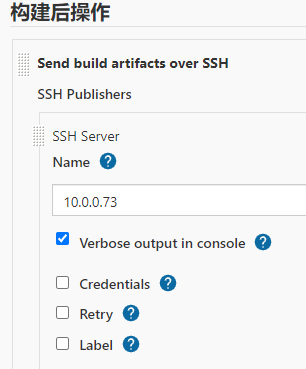 构建后操作
Send build artifacts over SSH
SSH Publishers
SSH Server
Name ?
10.0.0.73
Verbose output in console ?
Credentials ?
Retry ?
Label ?